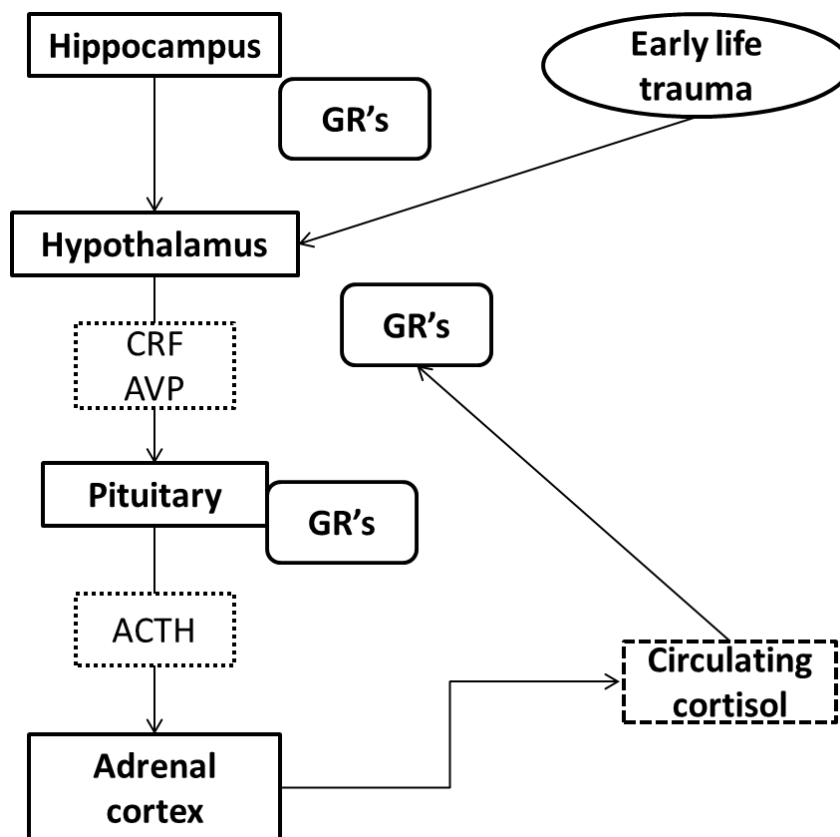 Hippocampus
Early life
trauma
GR’s
Hypothalamus
GR’s
CRF
AVP
Pituitary
GR’s
ACTH
Circulating
cortisol
Adrenal
cortex